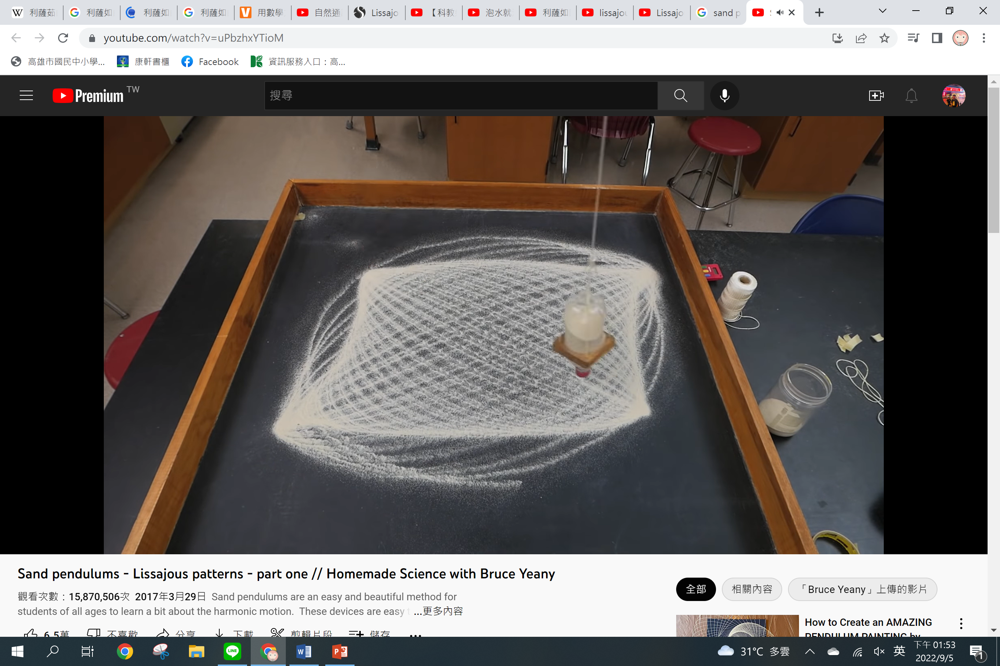 利薩茹
利薩如
利薩如
利薩如
用數學
自然通
Lissajo
【科教
泡水就
利薩如
lissajou
Lissajo
sand p
youtube.com/watch?v=uPbzhxYTioM
高雄市國民中小學...
康軒書櫃
Facebook
資訊服務入口：高...
Premium TW
搜尋
Sand pendulums - Lissajous patterns - part one // Homemade Science with Bruce Yeany
觀看次數：15,870,506次 2017年3月29日 Sand pendulums are an easy and beautiful method for
students of all ages to learn a bit about the harmonic motion. These devices are easy t ...更多內容
6.5萬 不喜歡 分享 下載 剪輯片段 儲存
全部 相關內容 「Bruce Yeany」上傳的影片
How to Create an AMAZING
PENDULUM PAINTING by
LINE
31°C 多雲
英
下午 01:53
2022/9/5
1